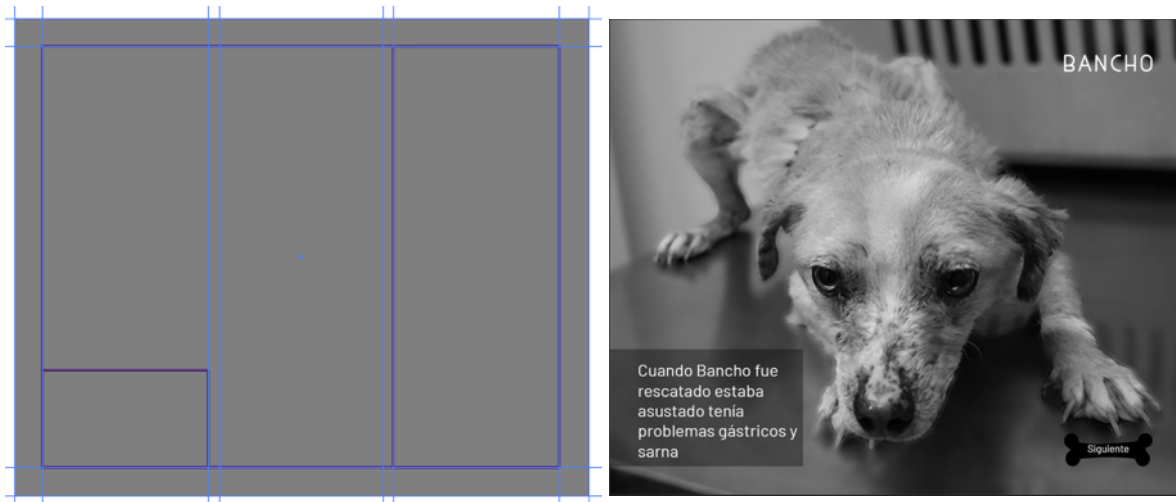 BANCHO
Cuando Bancho fue
rescatado estaba
asustado tenía
problemas gástricos y
sarna
Siguiente